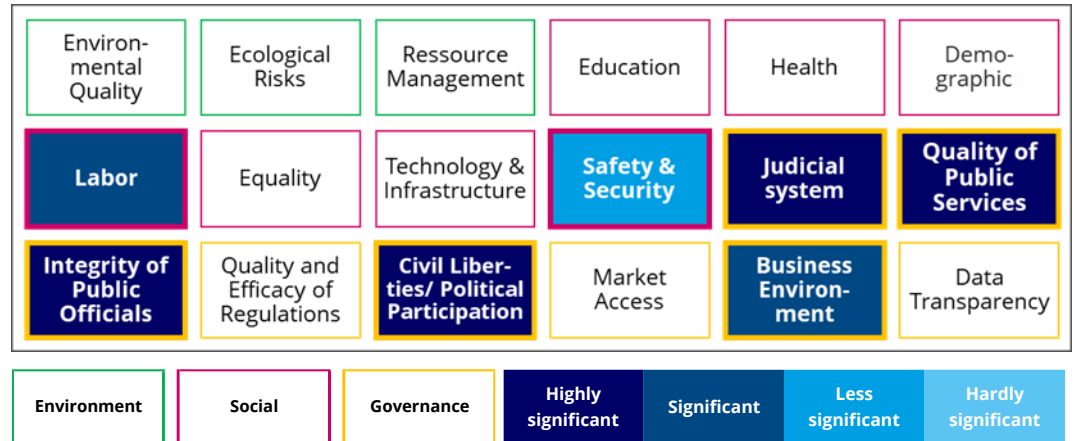 Environ-
mental
Quality
Ecological
Risks
Ressource
Management
Education
Health
Demo-
graphic
Labor
Equality
Technology &
Infrastructure
Safety &
Security
Judicial
system
Quality of
Public
Services
Integrity of
Public
Officials
Quality and
Efficacy of
Regulations
Civil Liber-
ties/ Political
Participation
Market
Access
Business
Environ-
ment
Data
Transparency
Environment
Social
Governance
Highly
significant
Significant
Less
significant
Hardly
significant